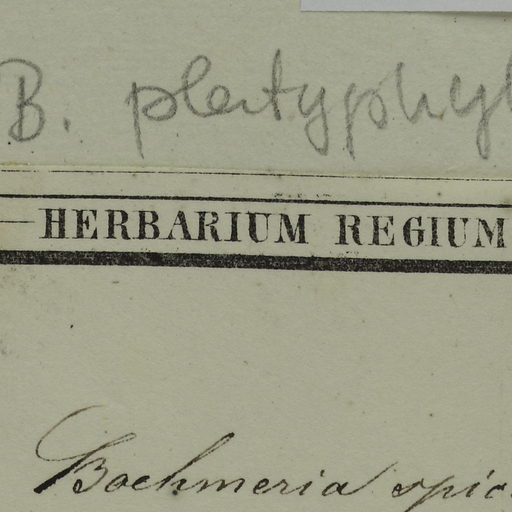 B. platyphyl
HERBARIUM REGIUM
Boehmeria spic